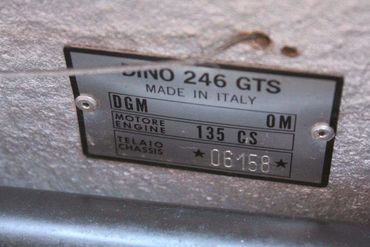 DINO 246 GTS
MADE IN ITALY
DGM OM
MOTORE
ENGINE 135 CS
TELAIO
CHASSIS ★ 06158 ★